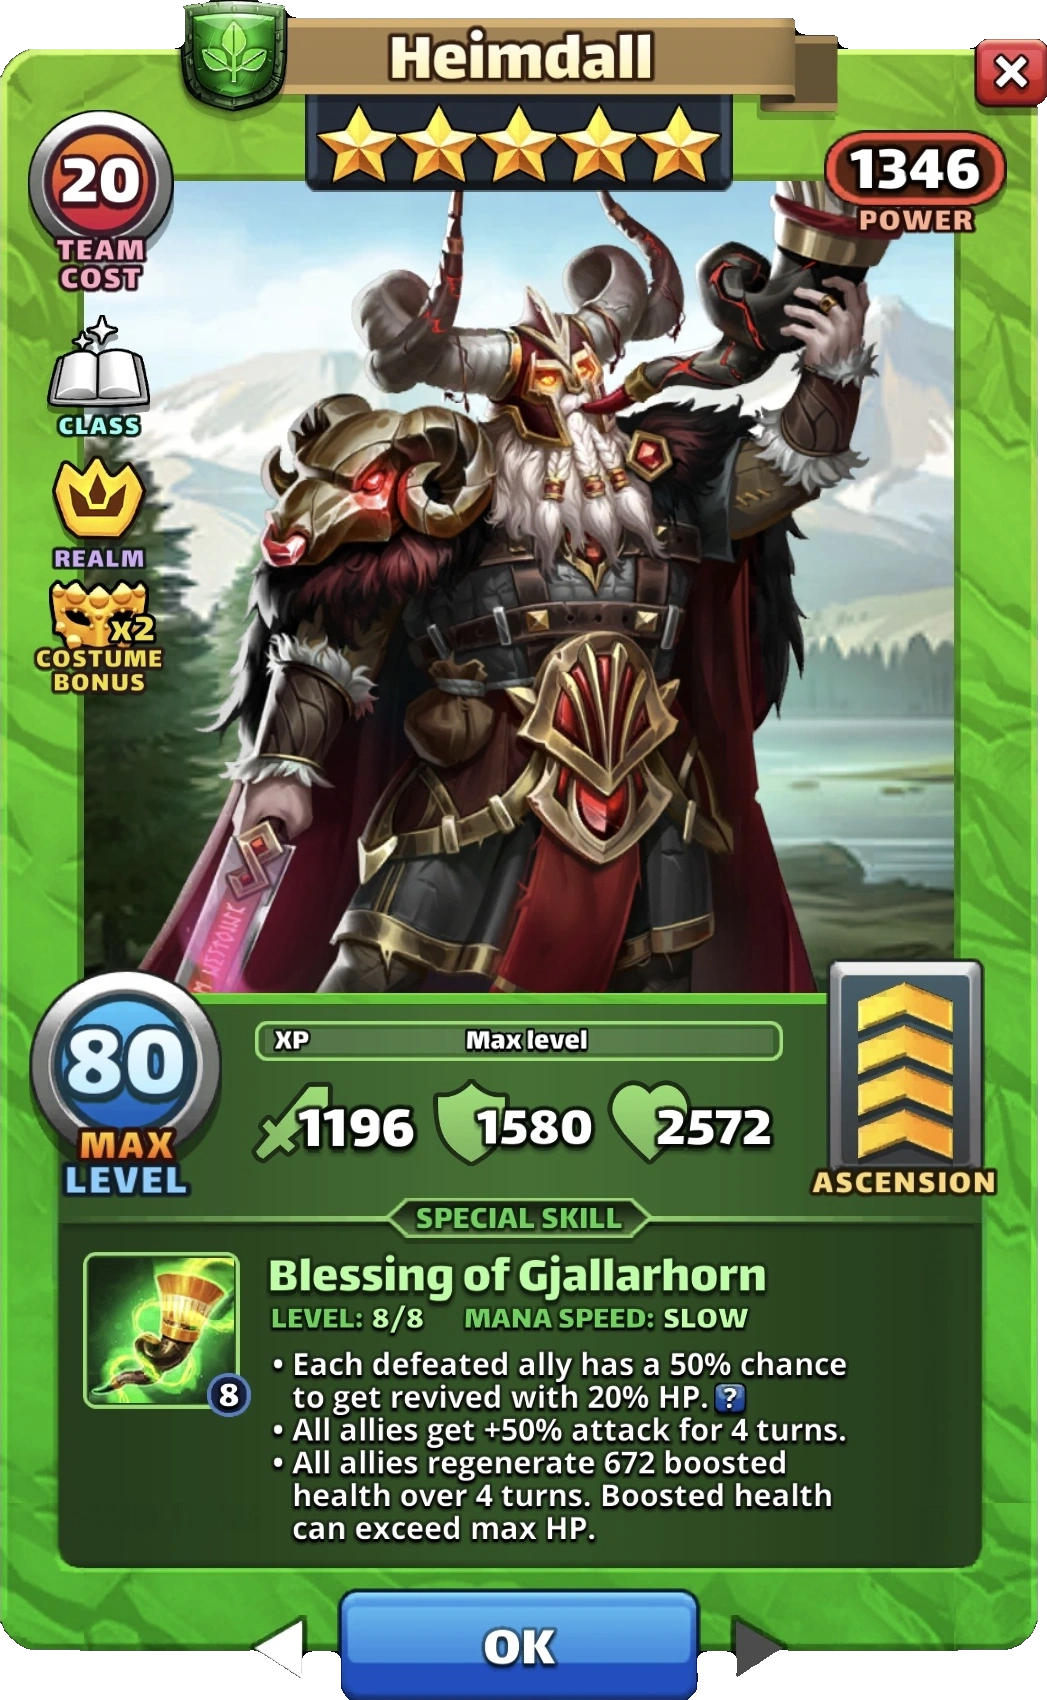 Heimdall
20
TEAM
COST
1346
POWER
CLASS
REALM
x2
COSTUME
BONUS
80
MAX
LEVEL
XP Max level
1196 1580 2572
ASCENSION
SPECIAL SKILL
Blessing of Gjallarhorn
LEVEL: 8/8 MANA SPEED: SLOW
8
• Each defeated ally has a 50% chance
to get revived with 20% HP. ?
• All allies get +50% attack for 4 turns.
• All allies regenerate 672 boosted
health over 4 turns. Boosted health
can exceed max HP.
OK